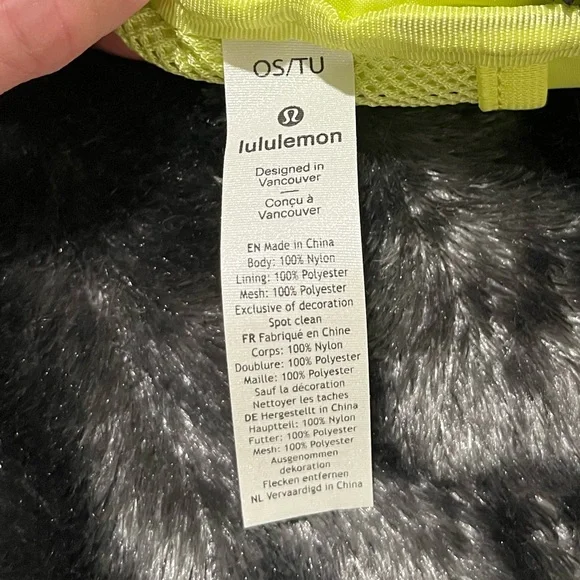 OS/TU
lululemon
Designed in
Vancouver
Conçu à
Vancouver
EN Made in China
Body: 100% Nylon
Lining: 100% Polyester
Mesh: 100% Polyester
Exclusive of decoration
Spot clean
FR Fabriqué en Chine
Corps: 100% Nylon
Doublure: 100% Polyester
Maille: 100% Polyester
Sauf la décoration
Nettoyer les taches
DE Hergestellt in China
Hauptteil: 100% Nylon
Futter: 100% Polyester
Mesh: 100% Polyester
Ausgenommen
dekoration
Flecken entfernen
NL Vervaardigd in China